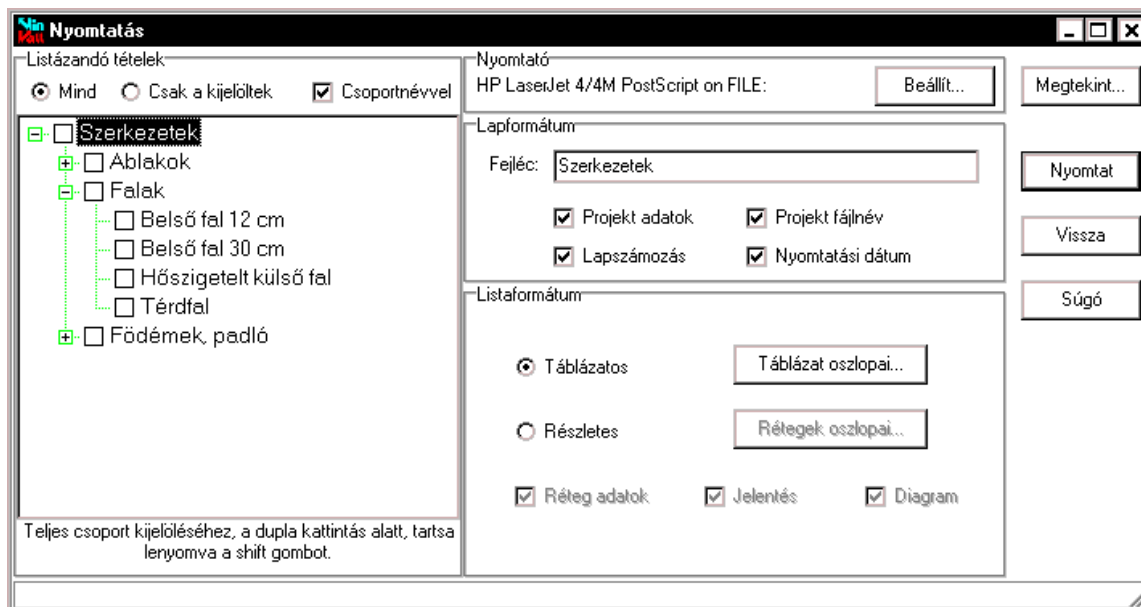 Win Watt Nyomtatás
Listázandó tételek
Mind Csak a kijelöltek Csoportnévvel
Szerkezetek
Ablakok
Falak
Belső fal 12 cm
Belső fal 30 cm
Hőszigetelt külső fal
Térdfal
Födémek, padló
Teljes csoport kijelöléséhez, a dupla kattintás alatt, tartsa
lenyomva a shift gombot.
Nyomtató
HP LaserJet 4/4M PostScript on FILE:
Beállít...
Lapformátum
Fejléc: Szerkezetek
Projekt adatok Projekt fájlnév
Lapszámozás Nyomtatási dátum
Listaformátum
Táblázatos Táblázat oszlopai...
Részletes Rétegek oszlopai...
Réteg adatok Jelentés Diagram
Megtekint...
Nyomtat
Vissza
Súgó